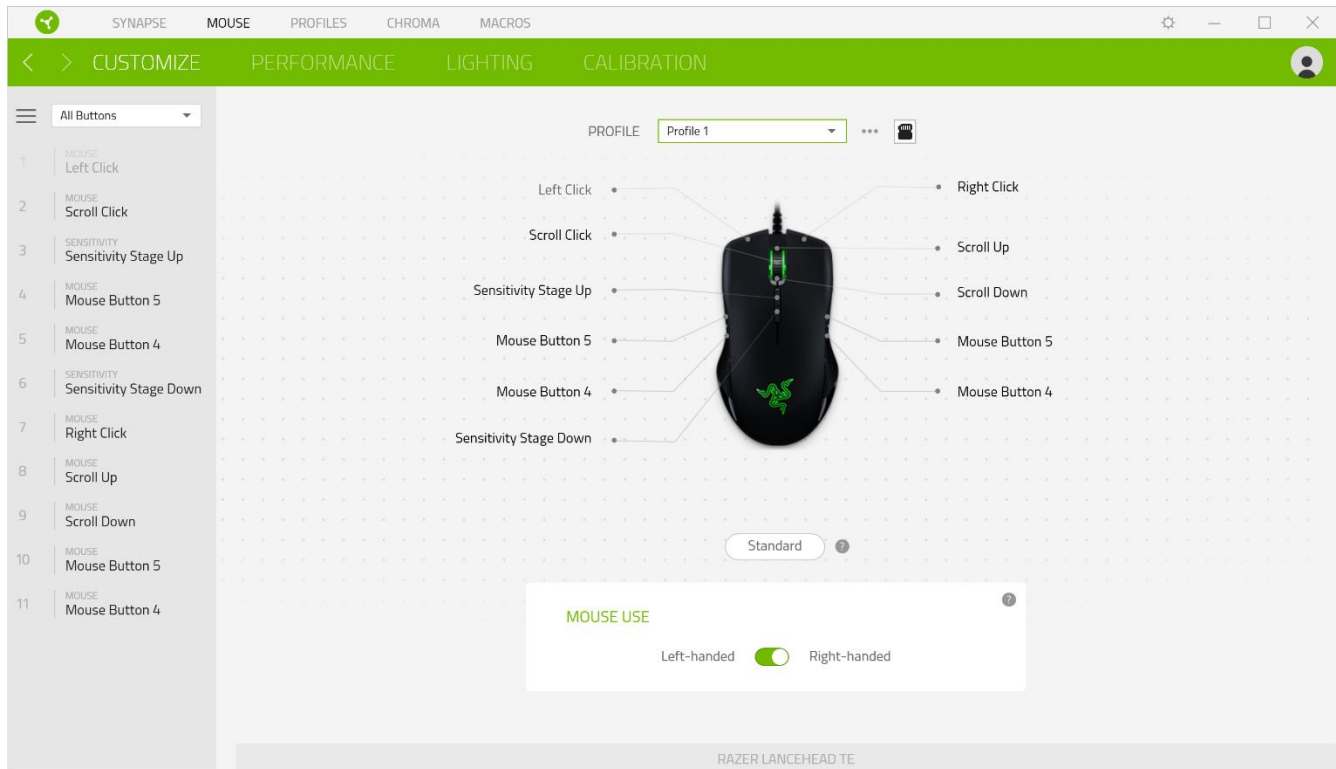 SYNAPSE MOUSE PROFILES CHROMA MACROS
CUSTOMIZE PERFORMANCE LIGHTING CALIBRATION
All Buttons
1 MOUSE
Left Click
2 MOUSE
Scroll Click
3 SENSITIVITY
Sensitivity Stage Up
4 MOUSE
Mouse Button 5
5 MOUSE
Mouse Button 4
6 SENSITIVITY
Sensitivity Stage Down
7 MOUSE
Right Click
8 MOUSE
Scroll Up
9 MOUSE
Scroll Down
10 MOUSE
Mouse Button 5
11 MOUSE
Mouse Button 4
PROFILE Profile 1
Left Click
Scroll Click
Sensitivity Stage Up
Mouse Button 5
Mouse Button 4
Sensitivity Stage Down
Right Click
Scroll Up
Scroll Down
Mouse Button 5
Mouse Button 4
Standard ?
?
MOUSE USE
Left-handed Right-handed
RAZER LANCEHEAD TE